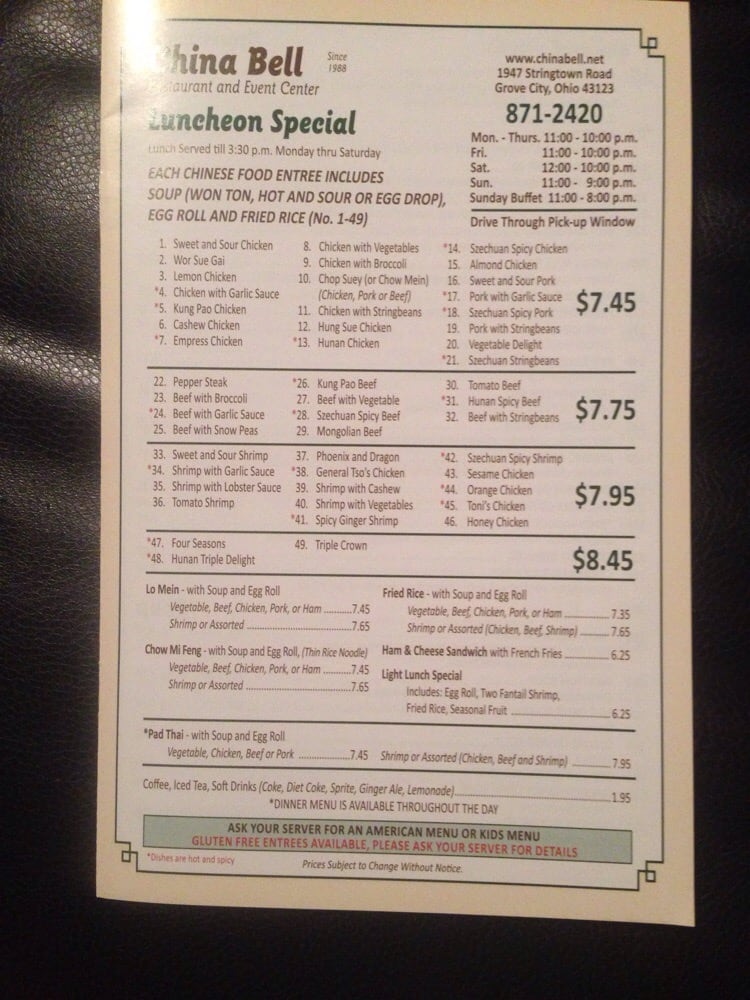 China Bell
Since
1988
Restaurant and Event Center
Luncheon Special
Lunch Served till 3:30 p.m. Monday thru Saturday
EACH CHINESE FOOD ENTREE INCLUDES
SOUP (WON TON, HOT AND SOUR OR EGG DROP),
EGG ROLL AND FRIED RICE (No. 1-49)
www.chinabell.net
1947 Stringtown Road
Grove City, Ohio 43123
871-2420
Mon. - Thurs. 11:00 - 10:00 p.m.
Fri. 11:00 - 10:00 p.m.
Sat. 12:00 - 10:00 p.m.
Sun. 11:00 - 9:00 p.m.
Sunday Buffet 11:00 - 8:00 p.m.
Drive Through Pick-up Window
1. Sweet and Sour Chicken
2. Wor Sue Gai
3. Lemon Chicken
*4. Chicken with Garlic Sauce
*5. Kung Pao Chicken
6. Cashew Chicken
*7. Empress Chicken
8. Chicken with Vegetables
9. Chicken with Broccoli
10. Chop Suey (or Chow Mein)
(Chicken, Pork or Beef)
11. Chicken with Stringbeans
12. Hung Sue Chicken
*13. Hunan Chicken
*14. Szechuan Spicy Chicken
15. Almond Chicken
16. Sweet and Sour Pork
*17. Pork with Garlic Sauce
*18. Szechuan Spicy Pork
19. Pork with Stringbeans
20. Vegetable Delight
*21. Szechuan Stringbeans
$7.45
22. Pepper Steak
23. Beef with Broccoli
*24. Beef with Garlic Sauce
25. Beef with Snow Peas
*26. Kung Pao Beef
27. Beef with Vegetable
*28. Szechuan Spicy Beef
29. Mongolian Beef
30. Tomato Beef
*31. Hunan Spicy Beef
32. Beef with Stringbeans
$7.75
33. Sweet and Sour Shrimp
*34. Shrimp with Garlic Sauce
35. Shrimp with Lobster Sauce
36. Tomato Shrimp
37. Phoenix and Dragon
*38. General Tso's Chicken
39. Shrimp with Cashew
40. Shrimp with Vegetables
*41. Spicy Ginger Shrimp
*42. Szechuan Spicy Shrimp
43. Sesame Chicken
*44. Orange Chicken
*45. Toni's Chicken
46. Honey Chicken
$7.95
*47. Four Seasons
*48. Hunan Triple Delight
49. Triple Crown
$8.45
Lo Mein - with Soup and Egg Roll
Vegetable, Beef, Chicken, Pork, or Ham ...........7.45
Shrimp or Assorted ...........................7.65
Chow Mi Feng - with Soup and Egg Roll, (Thin Rice Noodle)
Vegetable, Beef, Chicken, Pork, or Ham ...........7.45
Shrimp or Assorted ...........................7.65
Fried Rice - with Soup and Egg Roll
Vegetable, Beef, Chicken, Pork, or Ham ........... 7.35
Shrimp or Assorted (Chicken, Beef, Shrimp) ........ 7.65
Ham & Cheese Sandwich with French Fries ............ 6.25
Light Lunch Special
Includes: Egg Roll, Two Fantail Shrimp,
Fried Rice, Seasonal Fruit ........................... 6.25
*Pad Thai - with Soup and Egg Roll
Vegetable, Chicken, Beef or Pork ...................7.45
Shrimp or Assorted (Chicken, Beef and Shrimp) ........... 7.95
Coffee, Iced Tea, Soft Drinks (Coke, Diet Coke, Sprite, Ginger Ale, Lemonade)........................................1.95
*DINNER MENU IS AVAILABLE THROUGHOUT THE DAY
ASK YOUR SERVER FOR AN AMERICAN MENU OR KIDS MENU
GLUTEN FREE ENTREES AVAILABLE, PLEASE ASK YOUR SERVER FOR DETAILS
*Dishes are hot and spicy
Prices Subject to Change Without Notice.